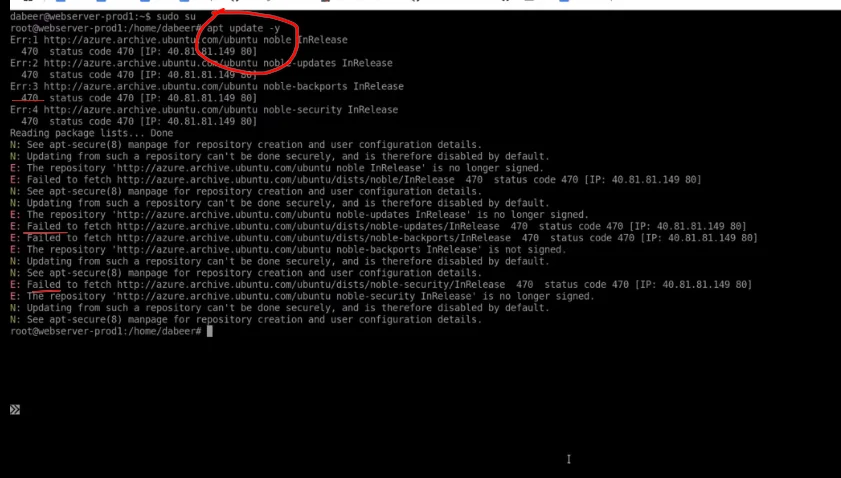 dabeer@webserver-prod1:~$ sudo su
root@webserver-prod1:/home/dabeer# apt update -y
Err:1 http://azure.archive.ubuntu.com/ubuntu noble InRelease
  470  status code 470 [IP: 40.81.81.149 80]
Err:2 http://azure.archive.ubuntu.com/ubuntu noble-updates InRelease
  470  status code 470 [IP: 40.81.81.149 80]
Err:3 http://azure.archive.ubuntu.com/ubuntu noble-backports InRelease
  470  status code 470 [IP: 40.81.81.149 80]
Err:4 http://azure.archive.ubuntu.com/ubuntu noble-security InRelease
  470  status code 470 [IP: 40.81.81.149 80]
Reading package lists... Done
N: See apt-secure(8) manpage for repository creation and user configuration details.
N: Updating from such a repository can't be done securely, and is therefore disabled by default.
E: The repository 'http://azure.archive.ubuntu.com/ubuntu noble InRelease' is no longer signed.
E: Failed to fetch http://azure.archive.ubuntu.com/ubuntu/dists/noble/InRelease  470  status code 470 [IP: 40.81.81.149 80]
N: See apt-secure(8) manpage for repository creation and user configuration details.
N: Updating from such a repository can't be done securely, and is therefore disabled by default.
E: The repository 'http://azure.archive.ubuntu.com/ubuntu noble-updates InRelease' is no longer signed.
E: Failed to fetch http://azure.archive.ubuntu.com/ubuntu/dists/noble-updates/InRelease  470  status code 470 [IP: 40.81.81.149 80]
E: Failed to fetch http://azure.archive.ubuntu.com/ubuntu/dists/noble-backports/InRelease  470  status code 470 [IP: 40.81.81.149 80]
E: The repository 'http://azure.archive.ubuntu.com/ubuntu noble-backports InRelease' is not signed.
N: Updating from such a repository can't be done securely, and is therefore disabled by default.
N: See apt-secure(8) manpage for repository creation and user configuration details.
E: Failed to fetch http://azure.archive.ubuntu.com/ubuntu/dists/noble-security/InRelease  470  status code 470 [IP: 40.81.81.149 80]
E: The repository 'http://azure.archive.ubuntu.com/ubuntu noble-security InRelease' is no longer signed.
N: Updating from such a repository can't be done securely, and is therefore disabled by default.
N: See apt-secure(8) manpage for repository creation and user configuration details.
root@webserver-prod1:/home/dabeer#